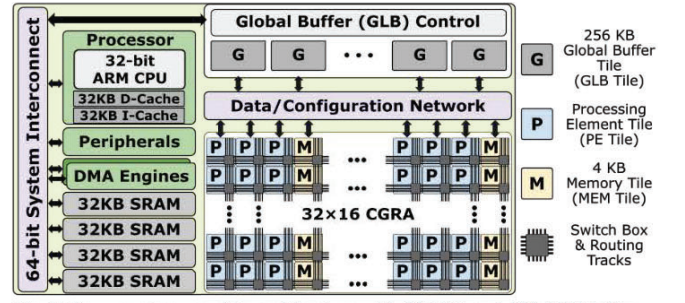 64-bit System Interconnect
Processor
32-bit
ARM CPU
32KB D-Cache
32KB I-Cache
Peripherals
DMA Engines
32KB SRAM
32KB SRAM
32KB SRAM
32KB SRAM
Global Buffer (GLB) Control
G G ... G G
Data/Configuration Network
P P P M ... P P P M
P P P M ... P P P M
32×16 CGRA
P P P M ... P P P M
P P P M ... P P P M
G
256 KB
Global Buffer
Tile
(GLB Tile)
P
Processing
Element Tile
(PE Tile)
M
4 KB
Memory Tile
(MEM Tile)
Switch Box
& Routing
Tracks